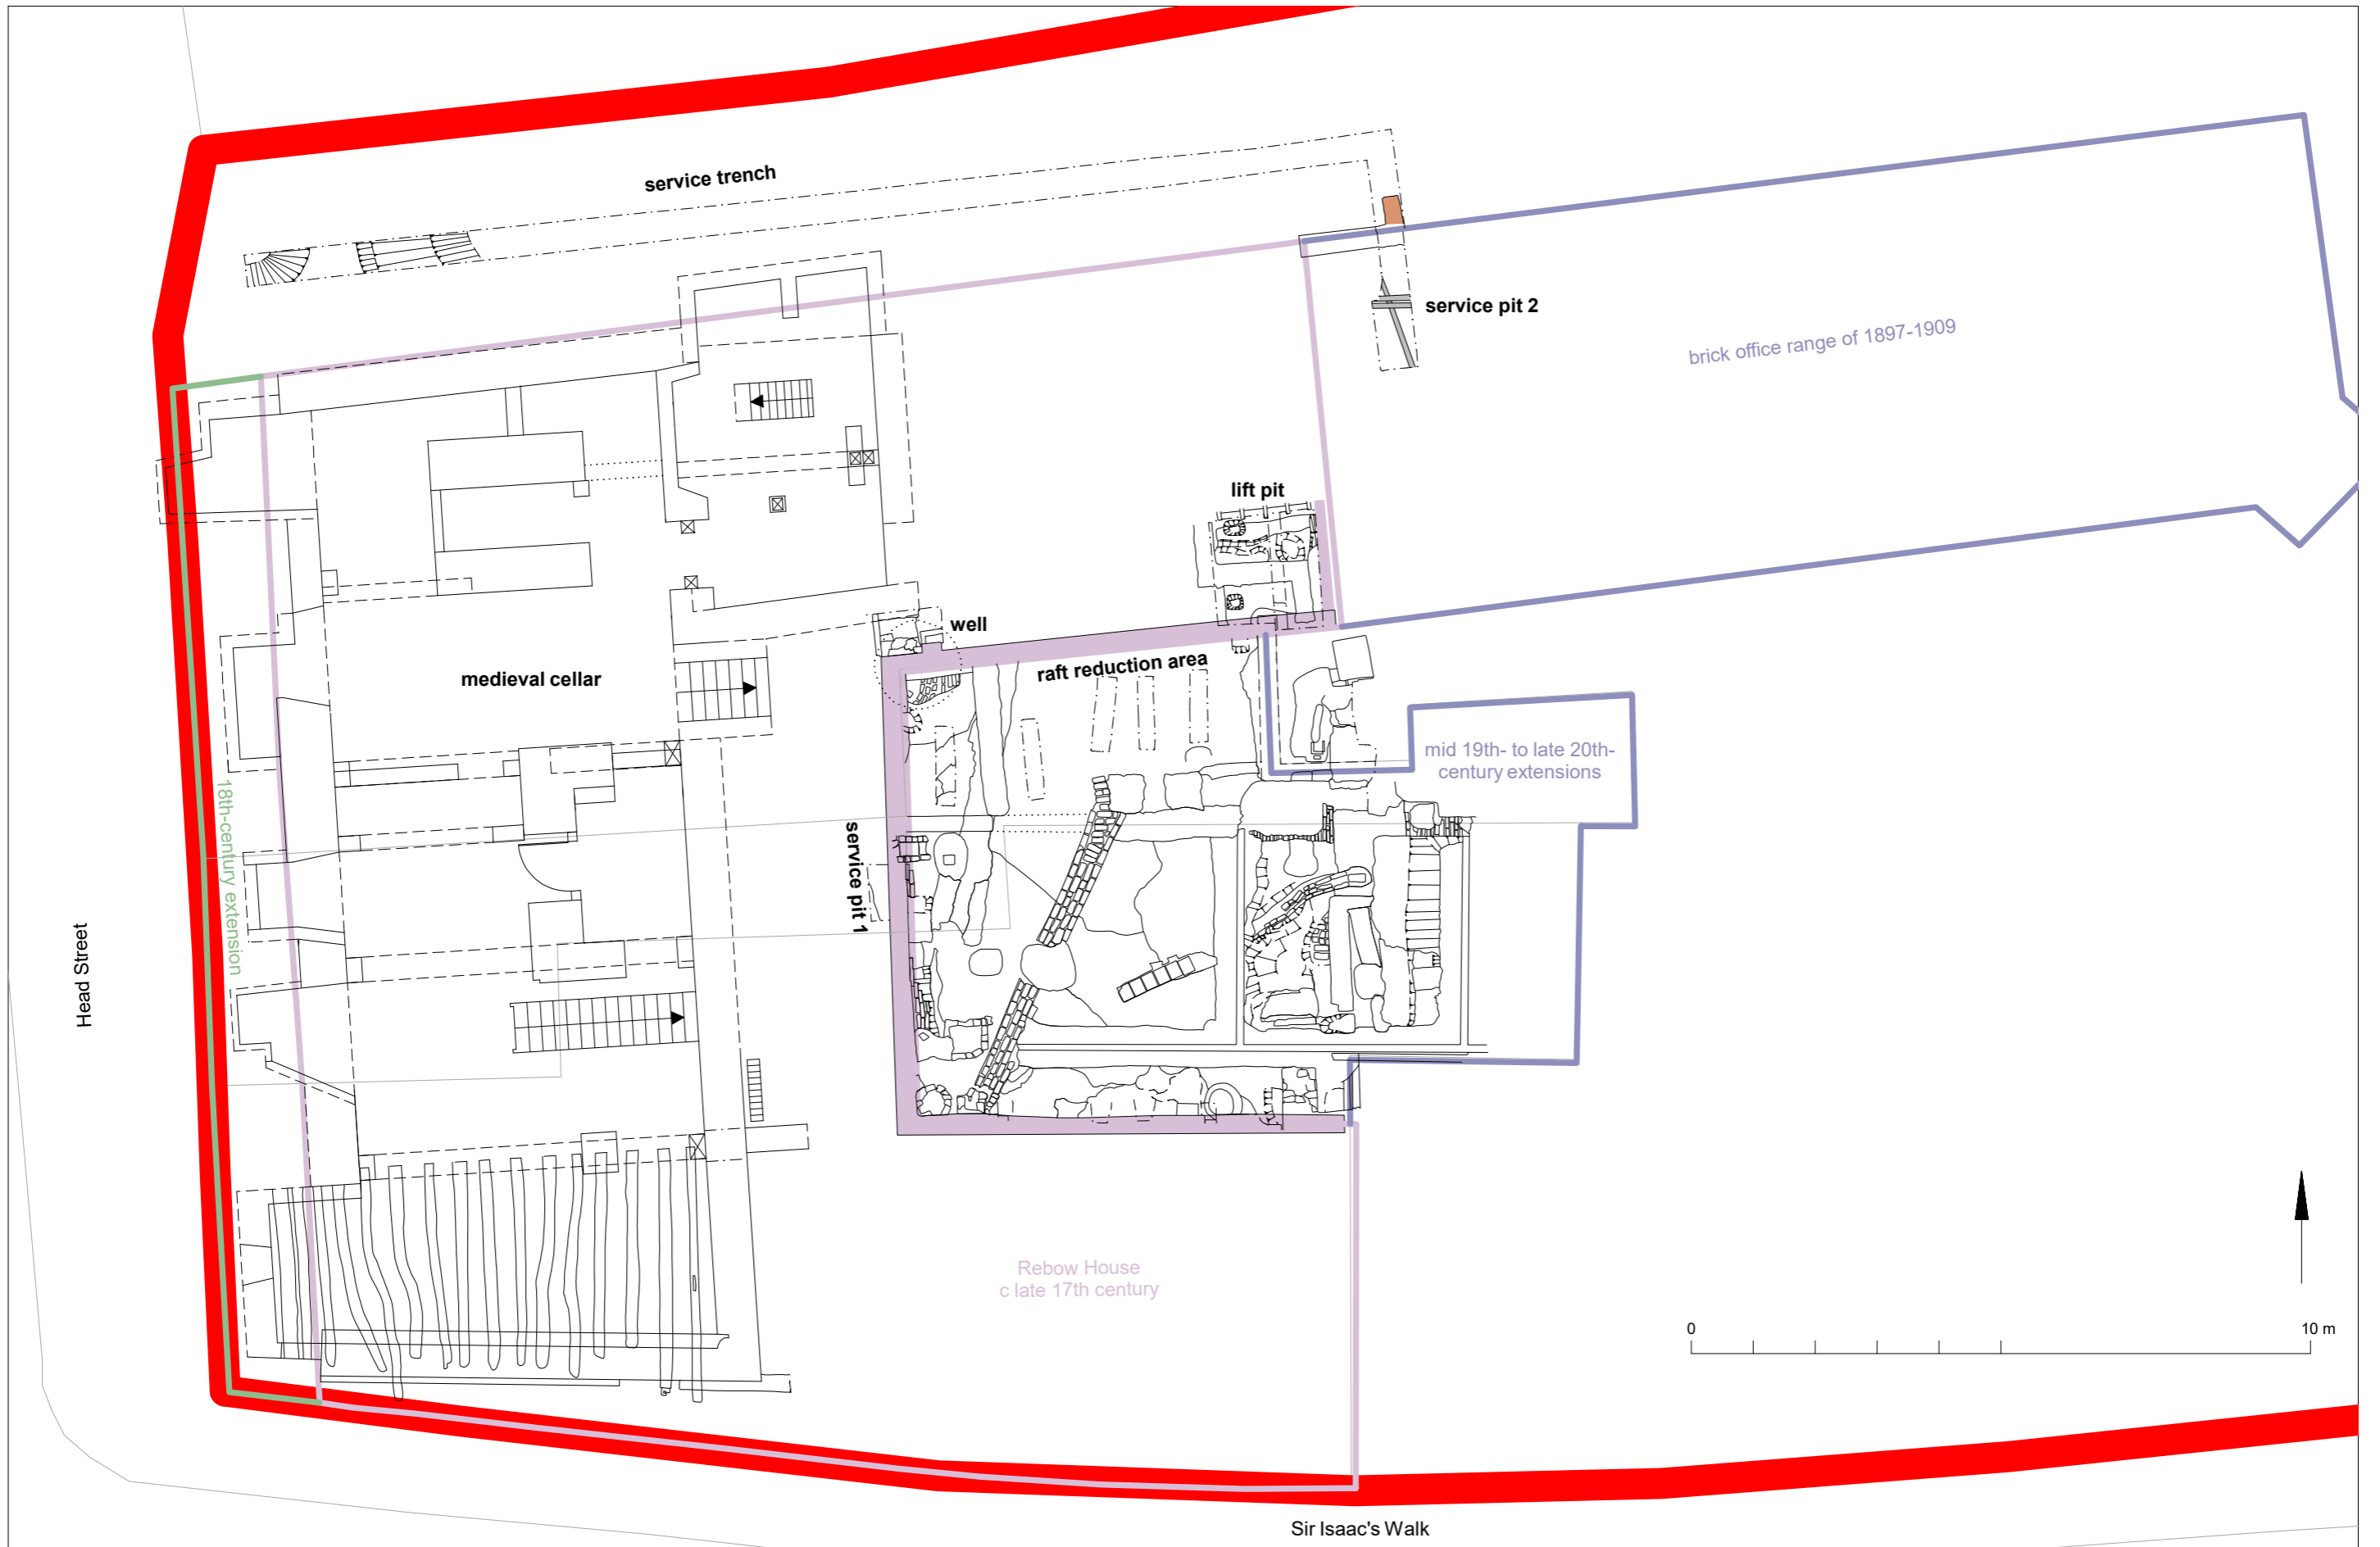 service trench
service pit 2
brick office range of 1897-1909
lift pit
well
raft reduction area
medieval cellar
mid 19th- to late 20th-
century extensions
18th-century extension
service pit 1
Head Street
Rebow House
c late 17th century
0
10 m
Sir Isaac's Walk